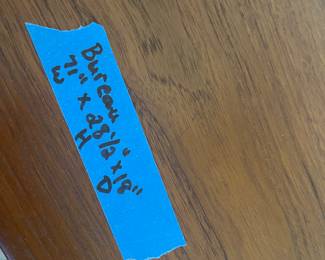 Bureau
71" x 28 1/2" x 18"
W H D